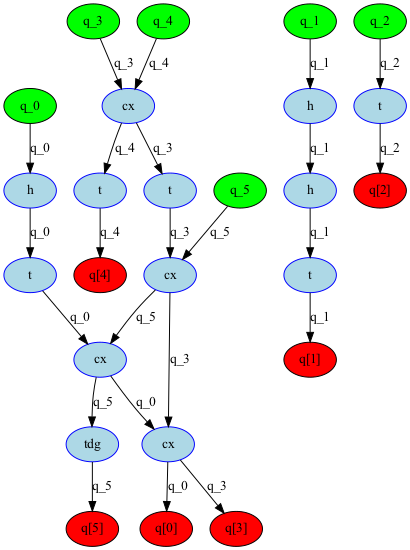 q_3 q_4 q_1 q_2
q_3 q_4 q_1 q_2
q_0 cx h t
q_0 q_4 q_3 q_1 q_2
h t t q_5 h q[2]
q_0 q_4 q_3 q_5 q_1
t q[4] cx t
q_0 q_5 q_1
cx q_3 q[1]
q_5 q_0
tdg cx
q_5 q_0 q_3
q[5] q[0] q[3]